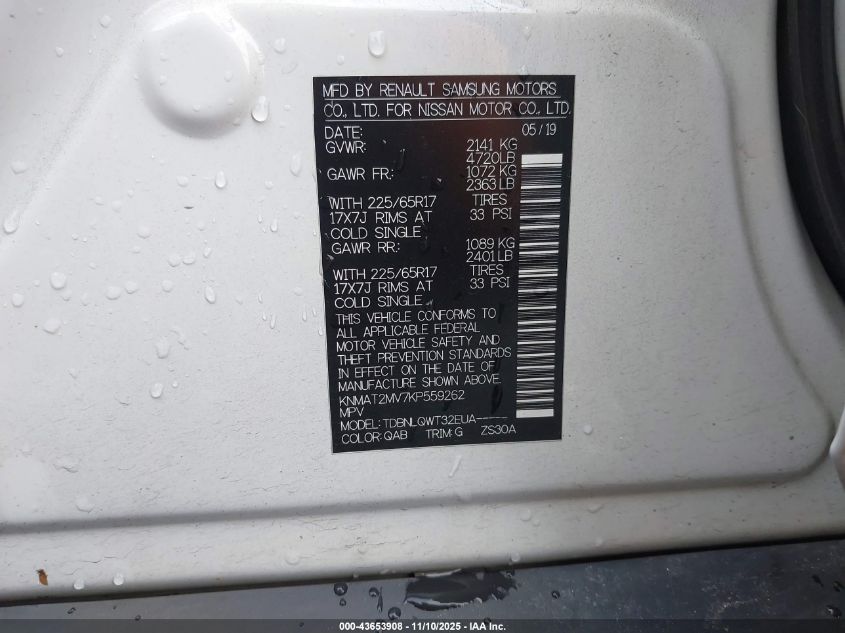 MFD BY RENAULT SAMSUNG MOTORS
CO., LTD. FOR NISSAN MOTOR CO., LTD.
DATE: 05/19
GVWR: 2141 KG
4720LB
GAWR FR: 1072 KG
2363 LB
WITH 225/65R17 TIRES
17X7J RIMS AT 33 PSI
COLD SINGLE
GAWR RR: 1089 KG
2401 LB
WITH 225/65R17 TIRES
17X7J RIMS AT 33 PSI
COLD SINGLE
THIS VEHICLE CONFORMS TO
ALL APPLICABLE FEDERAL
MOTOR VEHICLE SAFETY AND
THEFT PREVENTION STANDARDS
IN EFFECT ON THE DATE OF
MANUFACTURE SHOWN ABOVE.
KNMAT2MV7KP559262
MPV
MODEL: TDBNLQWT32EUA-----
COLOR: QAB TRIM: G ZS30A
000-43653908 - 11/10/2025 - IAA Inc.